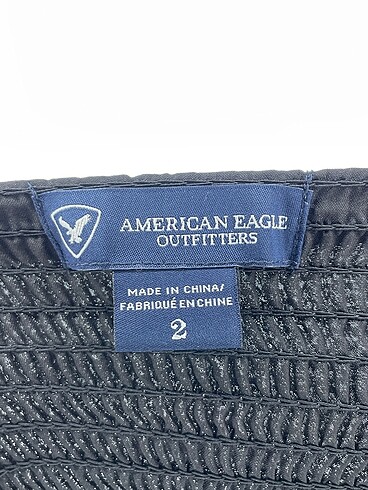 AMERICAN EAGLE
OUTFITTERS
MADE IN CHINA/
FABRIQUÉ EN CHINE
2